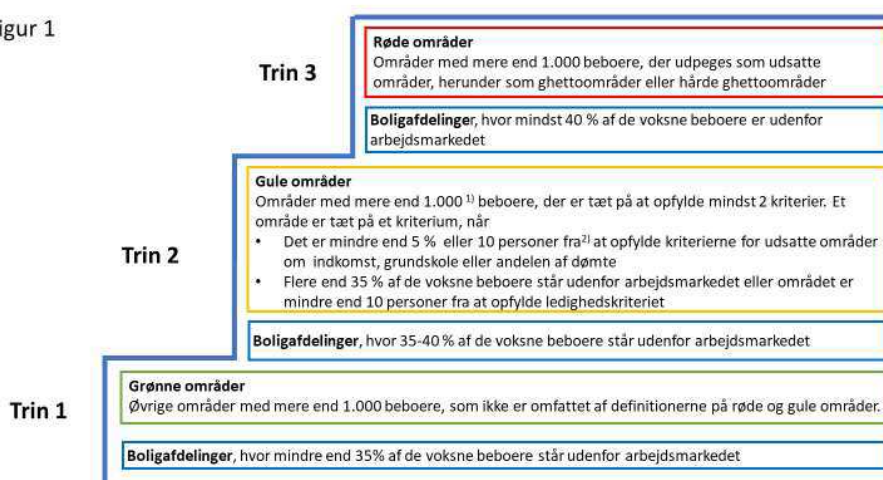 igur 1
Trin 3
Røde områder
Områder med mere end 1.000 beboere, der udpeges som udsatte
områder, herunder som ghettoområder eller hårde ghettoområder
Boligafdelinger, hvor mindst 40 % af de voksne beboere er udenfor
arbejdsmarkedet
Trin 2
Gule områder
Områder med mere end 1.000 ¹⁾ beboere, der er tæt på at opfylde mindst 2 kriterier. Et
område er tæt på et kriterium, når
• Det er mindre end 5 % eller 10 personer fra²⁾ at opfylde kriterierne for udsatte områder
om indkomst, grundskole eller andelen af dømte
• Flere end 35 % af de voksne beboere står udenfor arbejdsmarkedet eller området er
mindre end 10 personer fra at opfylde ledighedskriteriet
Boligafdelinger, hvor 35-40 % af de voksne beboere står udenfor arbejdsmarkedet
Trin 1
Grønne områder
Øvrige områder med mere end 1.000 beboere, som ikke er omfattet af definitionerne på røde og gule områder.
Boligafdelinger, hvor mindre end 35% af de voksne beboere står udenfor arbejdsmarkedet